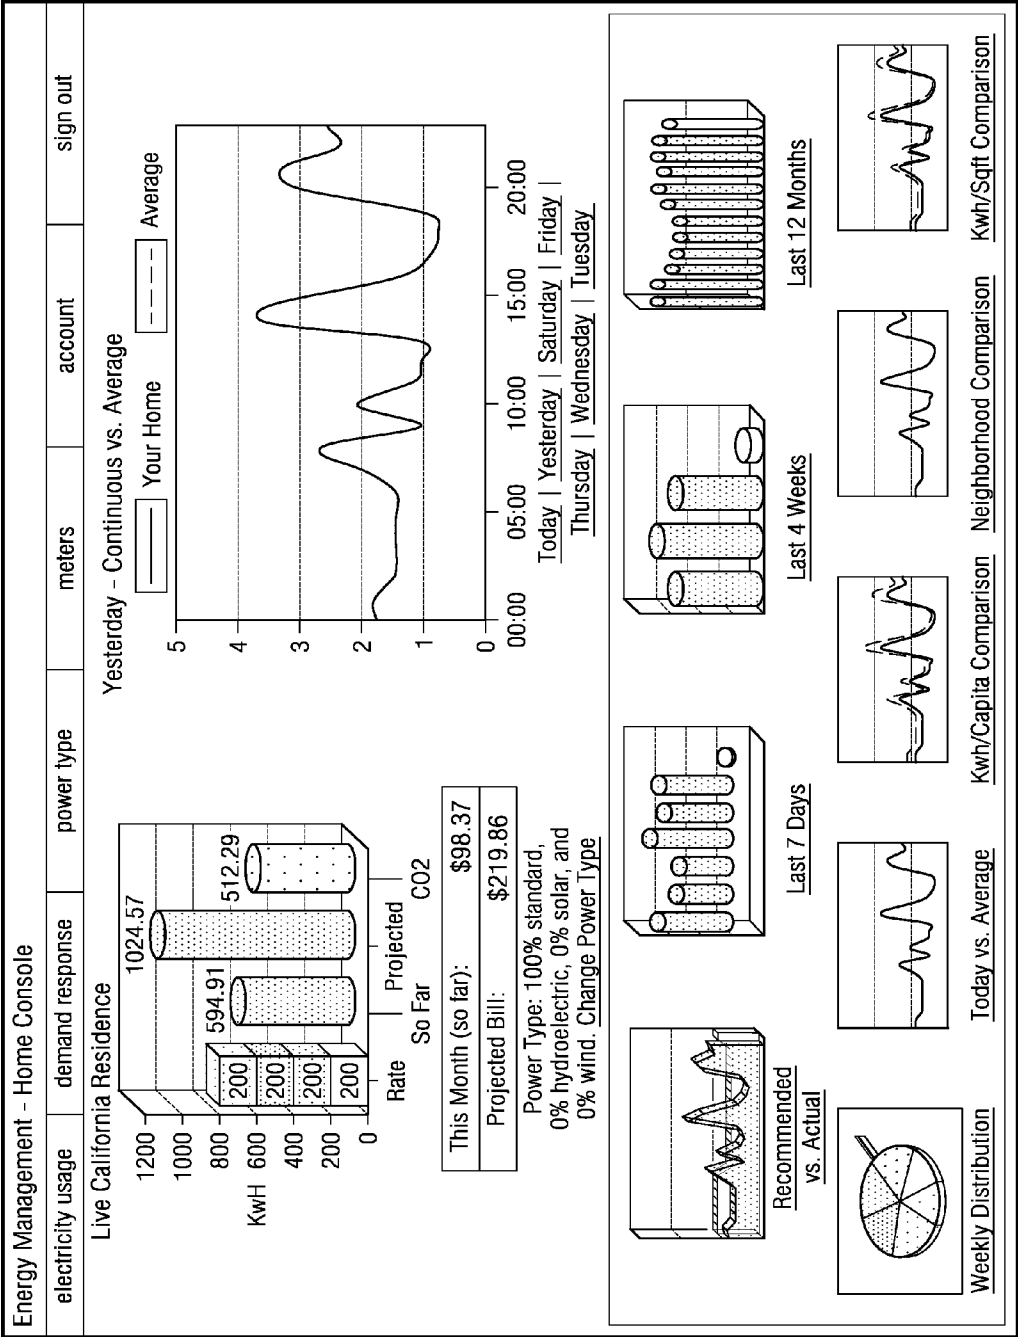 Energy Management - Home Console
electricity usage
demand response
power type
meters
account
sign out
Live California Residence
1200
1000
800
600
400
200
0
KwH
200
200
200
200
594.91
1024.57
512.29
Rate
So Far
Projected
CO2
This Month (so far): $98.37
Projected Bill: $219.86
Power Type: 100% standard,
0% hydroelectric, 0% solar, and
0% wind. Change Power Type
Yesterday - Continuous vs. Average
Your Home
Average
5
4
3
2
1
0
00:00 05:00 10:00 15:00 20:00
Today | Yesterday | Saturday | Friday |
Thursday | Wednesday | Tuesday
Recommended
vs. Actual
Last 7 Days
Last 4 Weeks
Last 12 Months
Weekly Distribution
Today vs. Average
Kwh/Capita Comparison
Neighborhood Comparison
Kwh/Sqft Comparison